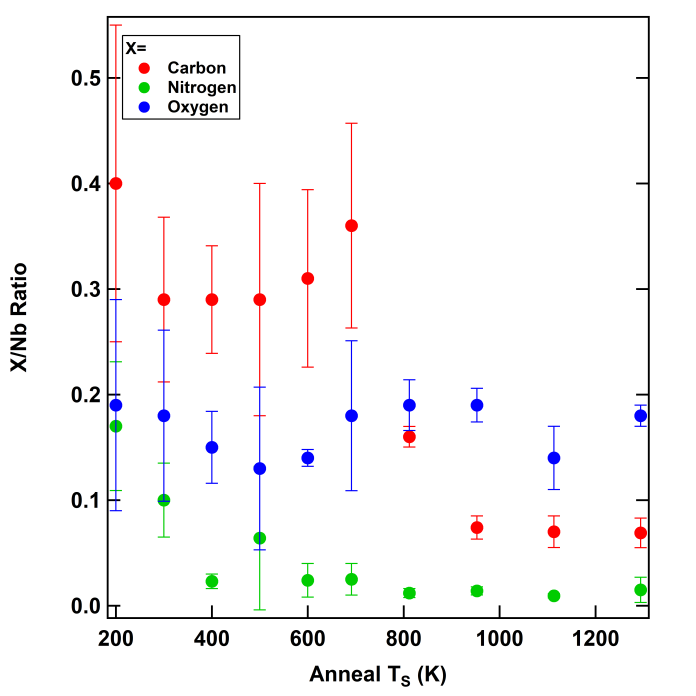 X=
Carbon
Nitrogen
Oxygen
0.5
0.4
0.3
0.2
0.1
0.0
X/Nb Ratio
200 400 600 800 1000 1200
Anneal T_S (K)